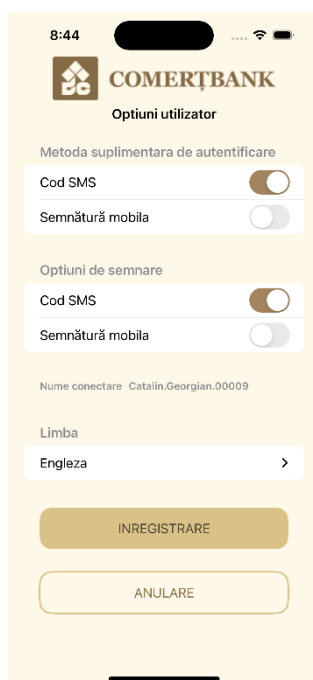 8:44
COMERȚBANK
Optiuni utilizator
Metoda suplimentara de autentificare
Cod SMS
Semnătură mobila
Optiuni de semnare
Cod SMS
Semnătură mobila
Nume conectare Catalin.Georgian.00009
Limba
Engleza
INREGISTRARE
ANULARE